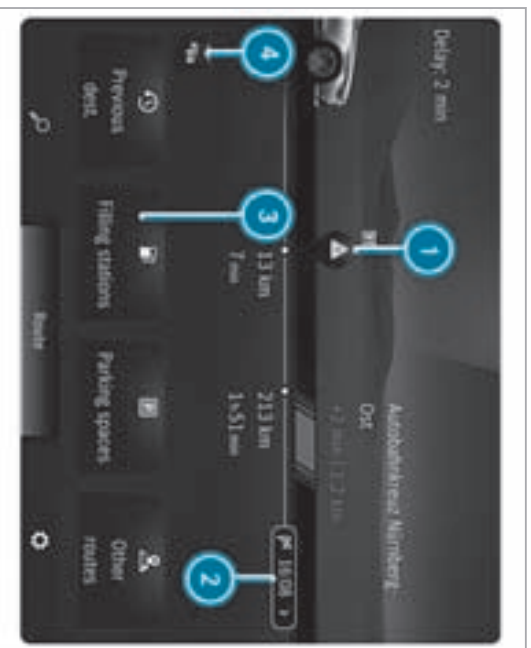 Delay: 2 min
1
Autobahnkreuz Nürnberg-
Ost
13 km
7 min
213 km
1 h 51 min
16:08
2
4
3
Previous
dest.
Filling stations
Parking spaces
Other
routes
Route